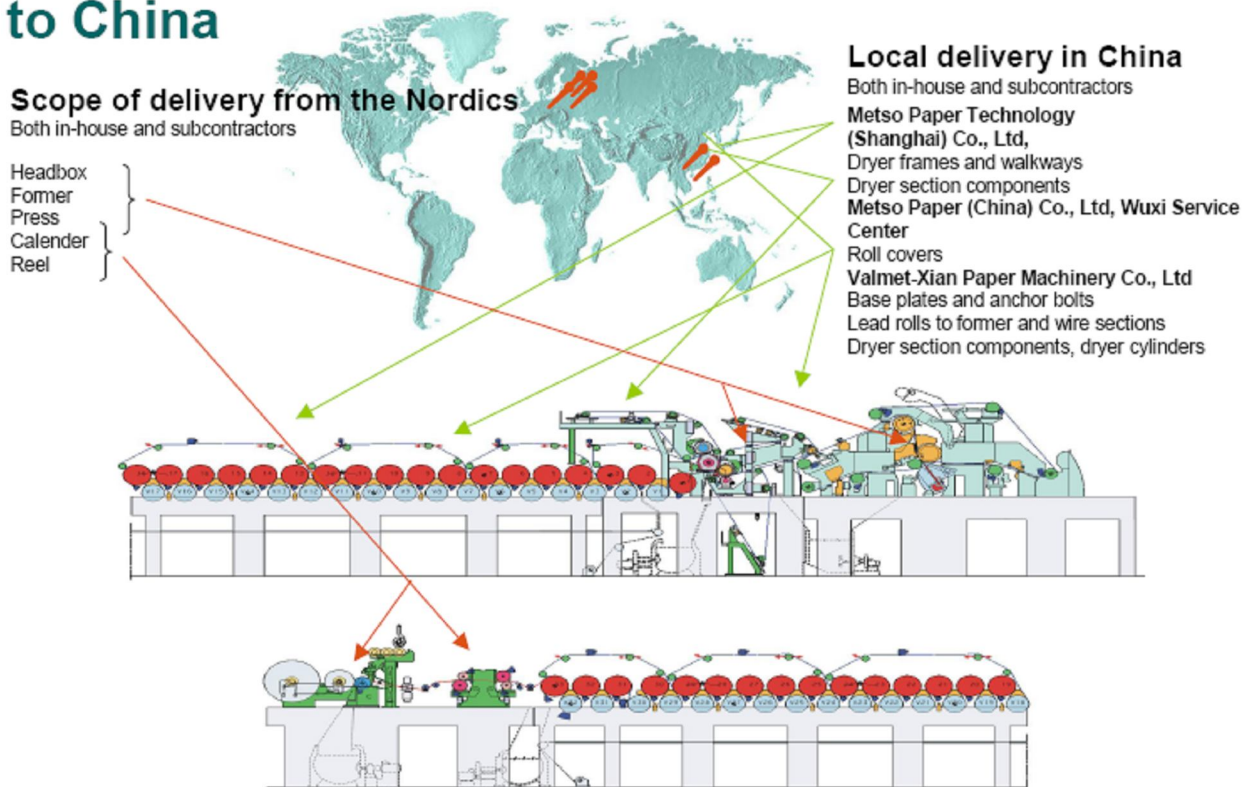 to China
Scope of delivery from the Nordics
Both in-house and subcontractors
Headbox
Former
Press
Calender
Reel
Local delivery in China
Both in-house and subcontractors
Metso Paper Technology
(Shanghai) Co., Ltd,
Dryer frames and walkways
Dryer section components
Metso Paper (China) Co., Ltd, Wuxi Service
Center
Roll covers
Valmet-Xian Paper Machinery Co., Ltd
Base plates and anchor bolts
Lead rolls to former and wire sections
Dryer section components, dryer cylinders